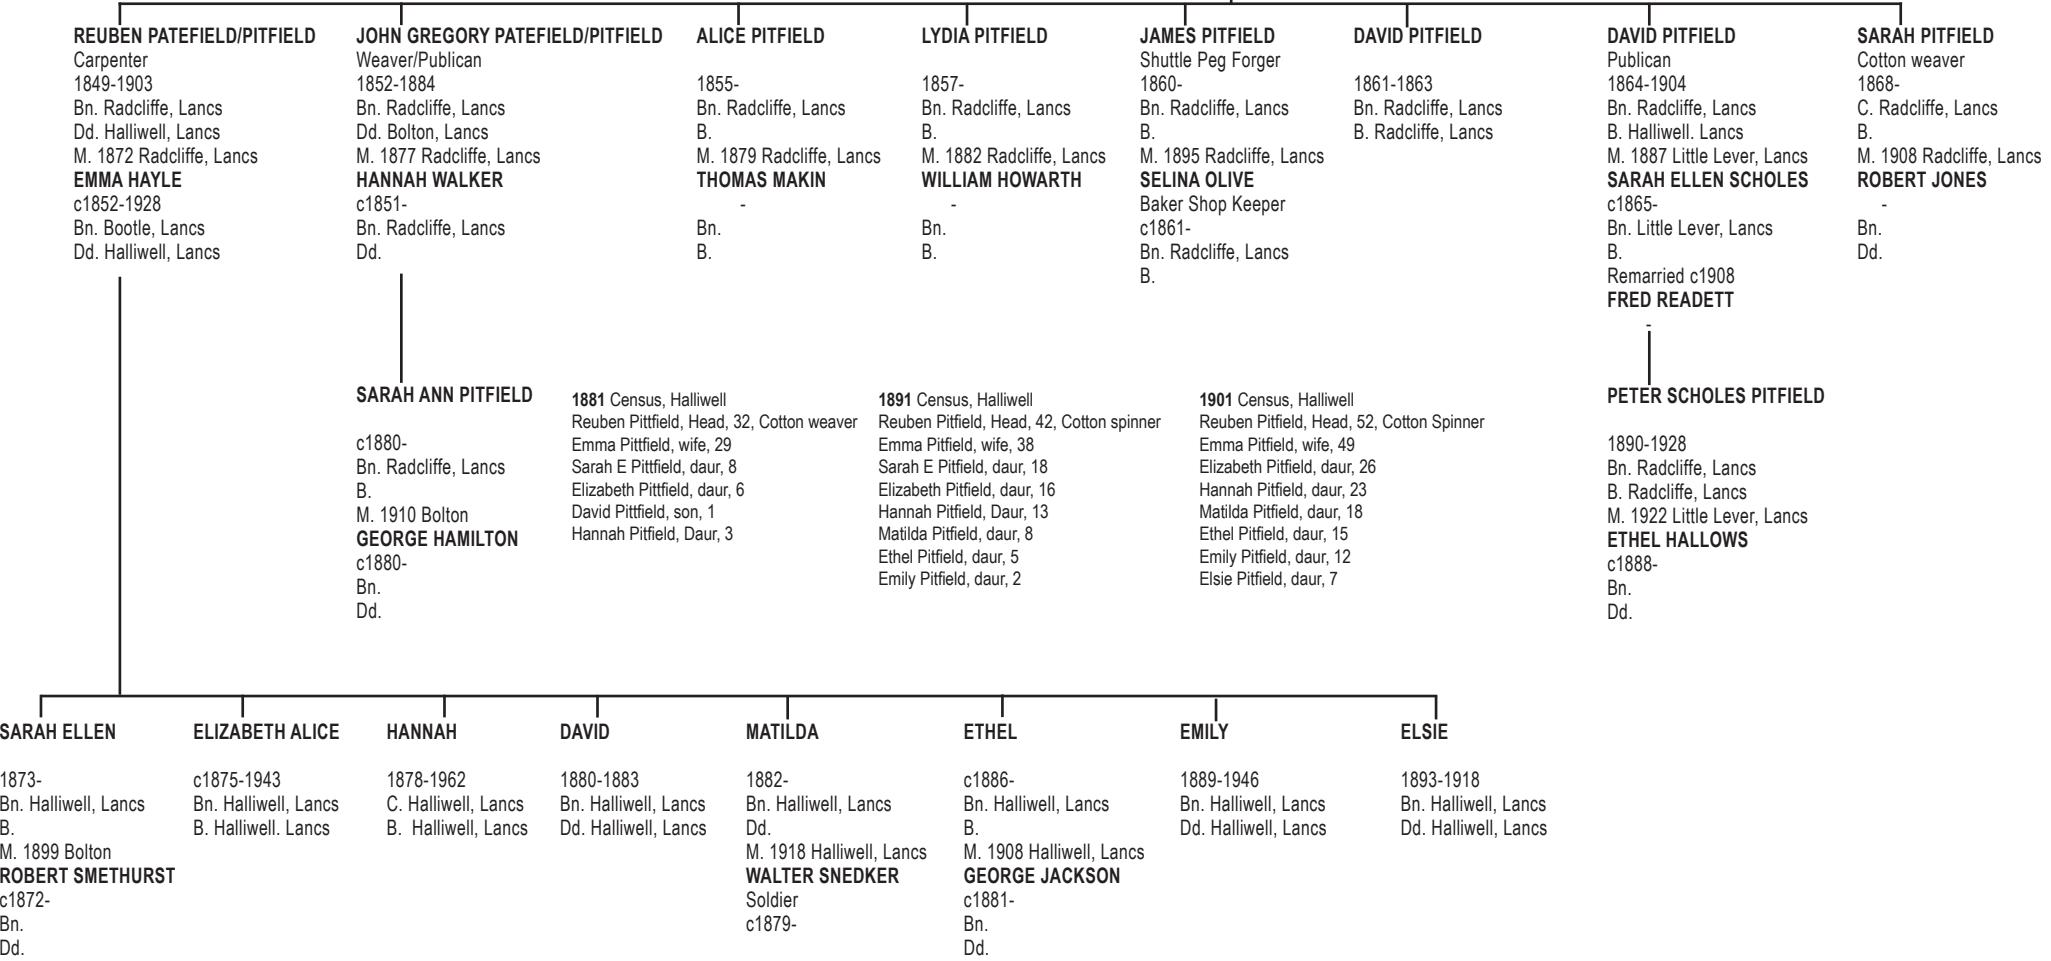 REUBEN PATEFIELD/PITFIELD
Carpenter
1849-1903
Bn. Radcliffe, Lancs
Dd. Halliwell, Lancs
M. 1872 Radcliffe, Lancs
EMMA HAYLE
c1852-1928
Bn. Bootle, Lancs
Dd. Halliwell, Lancs
JOHN GREGORY PATEFIELD/PITFIELD
Weaver/Publican
1852-1884
Bn. Radcliffe, Lancs
Dd. Bolton, Lancs
M. 1877 Radcliffe, Lancs
HANNAH WALKER
c1851-
Bn. Radcliffe, Lancs
Dd.
ALICE PITFIELD
1855-
Bn. Radcliffe, Lancs
B.
M. 1879 Radcliffe, Lancs
THOMAS MAKIN
-
Bn.
B.
LYDIA PITFIELD
1857-
Bn. Radcliffe, Lancs
B.
M. 1882 Radcliffe, Lancs
WILLIAM HOWARTH
-
Bn.
B.
JAMES PITFIELD
Shuttle Peg Forger
1860-
Bn. Radcliffe, Lancs
B.
M. 1895 Radcliffe, Lancs
SELINA OLIVE
Baker Shop Keeper
c1861-
Bn. Radcliffe, Lancs
B.
DAVID PITFIELD
1861-1863
Bn. Radcliffe, Lancs
B. Radcliffe, Lancs
DAVID PITFIELD
Publican
1864-1904
Bn. Radcliffe, Lancs
B. Halliwell. Lancs
M. 1887 Little Lever, Lancs
SARAH ELLEN SCHOLES
c1865-
Bn. Little Lever, Lancs
B.
Remarried c1908
FRED READETT
-
SARAH PITFIELD
Cotton weaver
1868-
C. Radcliffe, Lancs
B.
M. 1908 Radcliffe, Lancs
ROBERT JONES
-
Bn.
Dd.
SARAH ANN PITFIELD
c1880-
Bn. Radcliffe, Lancs
B.
M. 1910 Bolton
GEORGE HAMILTON
c1880-
Bn.
Dd.
1881 Census, Halliwell
Reuben Pittfield, Head, 32, Cotton weaver
Emma Pittfield, wife, 29
Sarah E Pittfield, daur, 8
Elizabeth Pittfield, daur, 6
David Pittfield, son, 1
Hannah Pitfield, Daur, 3
1891 Census, Halliwell
Reuben Pitfield, Head, 42, Cotton spinner
Emma Pitfield, wife, 38
Sarah E Pitfield, daur, 18
Elizabeth Pitfield, daur, 16
Hannah Pitfield, Daur, 13
Matilda Pitfield, daur, 8
Ethel Pitfield, daur, 5
Emily Pitfield, daur, 2
1901 Census, Halliwell
Reuben Pitfield, Head, 52, Cotton Spinner
Emma Pitfield, wife, 49
Elizabeth Pitfield, daur, 26
Hannah Pitfield, daur, 23
Matilda Pitfield, daur, 18
Ethel Pitfield, daur, 15
Emily Pitfield, daur, 12
Elsie Pitfield, daur, 7
PETER SCHOLES PITFIELD
1890-1928
Bn. Radcliffe, Lancs
B. Radcliffe, Lancs
M. 1922 Little Lever, Lancs
ETHEL HALLOWS
c1888-
Bn.
Dd.
SARAH ELLEN
1873-
Bn. Halliwell, Lancs
B.
M. 1899 Bolton
ROBERT SMETHURST
c1872-
Bn.
Dd.
ELIZABETH ALICE
c1875-1943
Bn. Halliwell, Lancs
B. Halliwell. Lancs
HANNAH
1878-1962
C. Halliwell, Lancs
B. Halliwell, Lancs
DAVID
1880-1883
Bn. Halliwell, Lancs
Dd. Halliwell, Lancs
MATILDA
1882-
Bn. Halliwell, Lancs
Dd.
M. 1918 Halliwell, Lancs
WALTER SNEDKER
Soldier
c1879-
ETHEL
c1886-
Bn. Halliwell, Lancs
B.
M. 1908 Halliwell, Lancs
GEORGE JACKSON
c1881-
Bn.
Dd.
EMILY
1889-1946
Bn. Halliwell, Lancs
Dd. Halliwell, Lancs
ELSIE
1893-1918
Bn. Halliwell, Lancs
Dd. Halliwell, Lancs